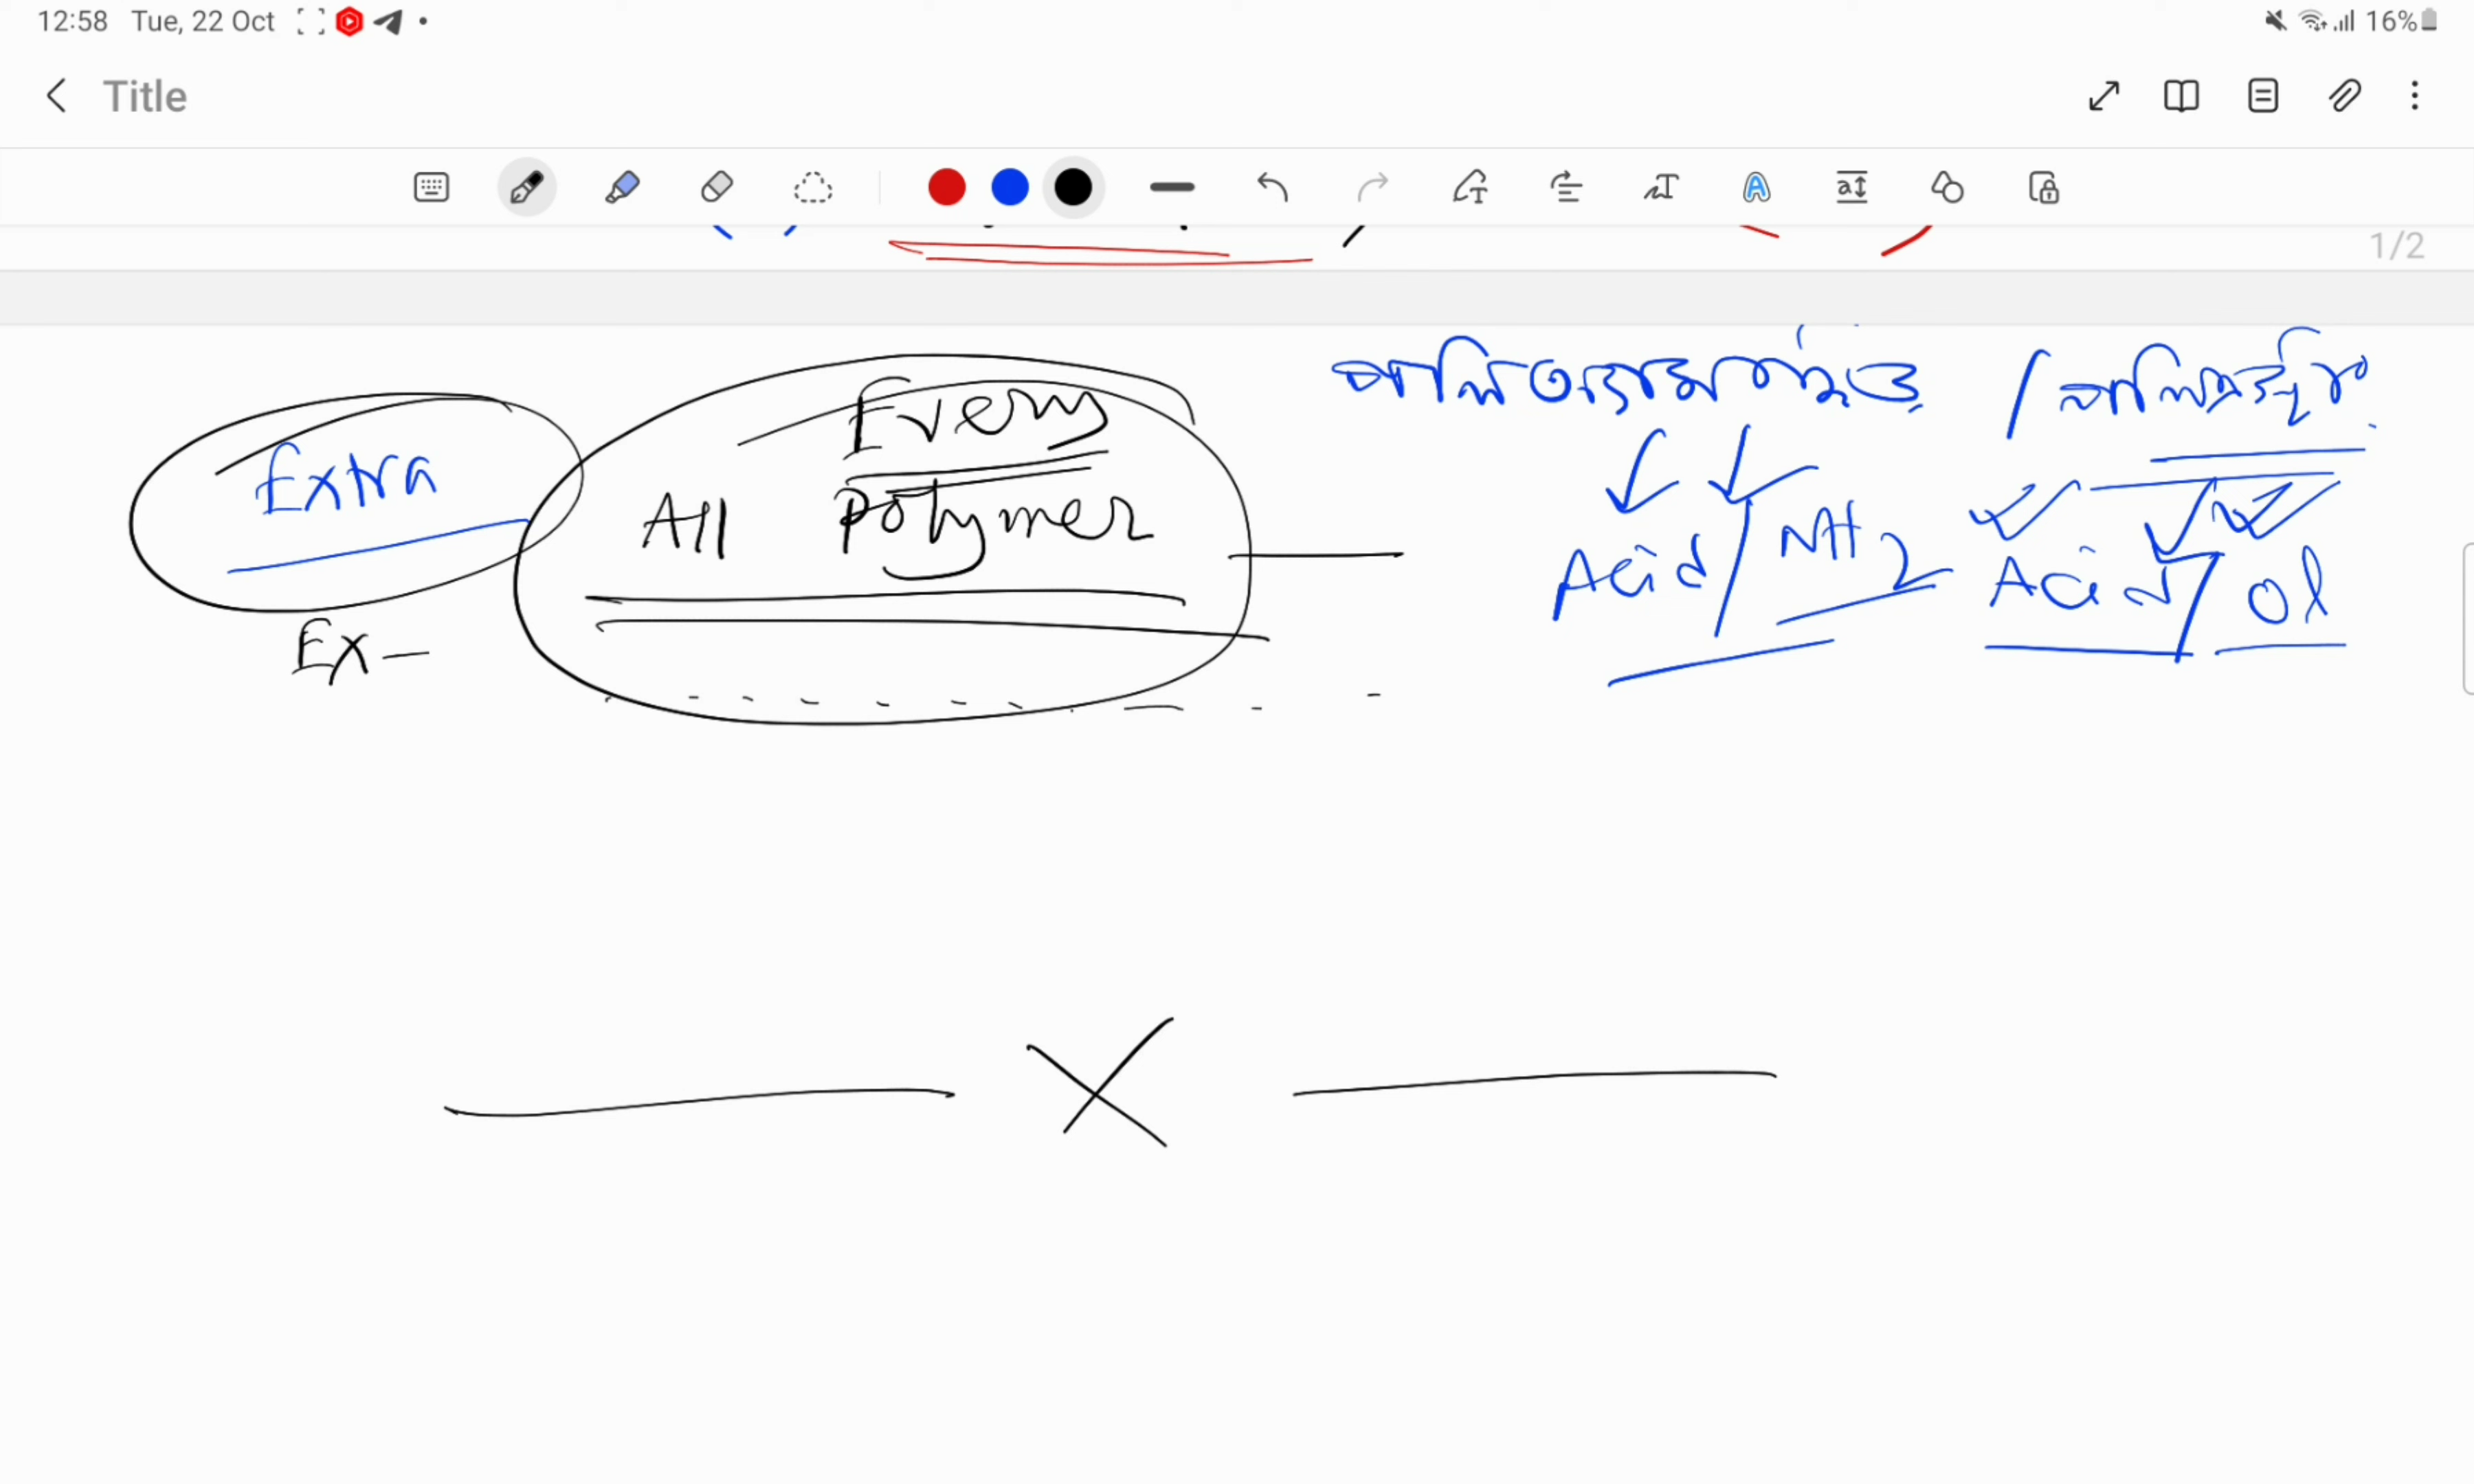 12:58 Tue, 22 Oct
16%
Title
1/2
Every
Extra
All Polymer
Acid / NH2
Acid / Ol
Ex —